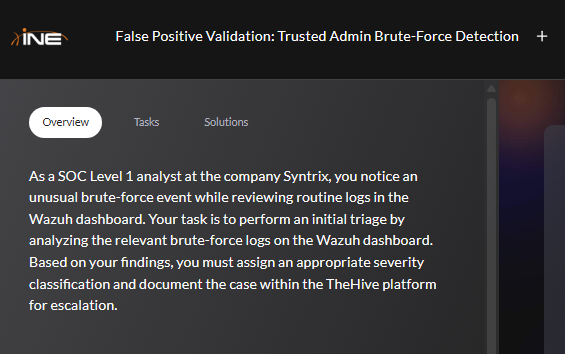 INE
False Positive Validation: Trusted Admin Brute-Force Detection +
Overview Tasks Solutions
As a SOC Level 1 analyst at the company Syntrix, you notice an
unusual brute-force event while reviewing routine logs in the
Wazuh dashboard. Your task is to perform an initial triage by
analyzing the relevant brute-force logs on the Wazuh dashboard.
Based on your findings, you must assign an appropriate severity
classification and document the case within the TheHive platform
for escalation.